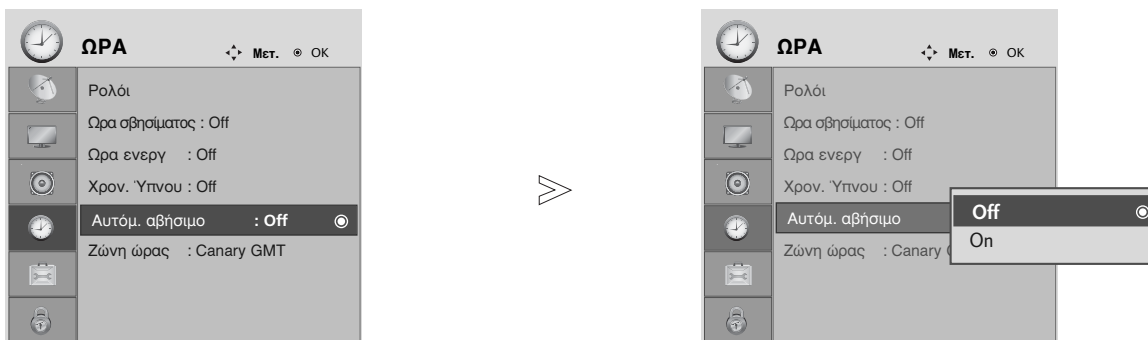 ΩΡΑ Μετ. OK
Ρολόι
Ωρα σβησίματος : Off
Ωρα ενεργ : Off
Χρον. Ύπνου : Off
Αυτόμ. αβήσιμο : Off
Ζώνη ώρας : Canary GMT
ΩΡΑ Μετ. OK
Ρολόι
Ωρα σβησίματος : Off
Ωρα ενεργ : Off
Χρον. Ύπνου : Off
Αυτόμ. αβήσιμο
Ζώνη ώρας : Canary
Off
On